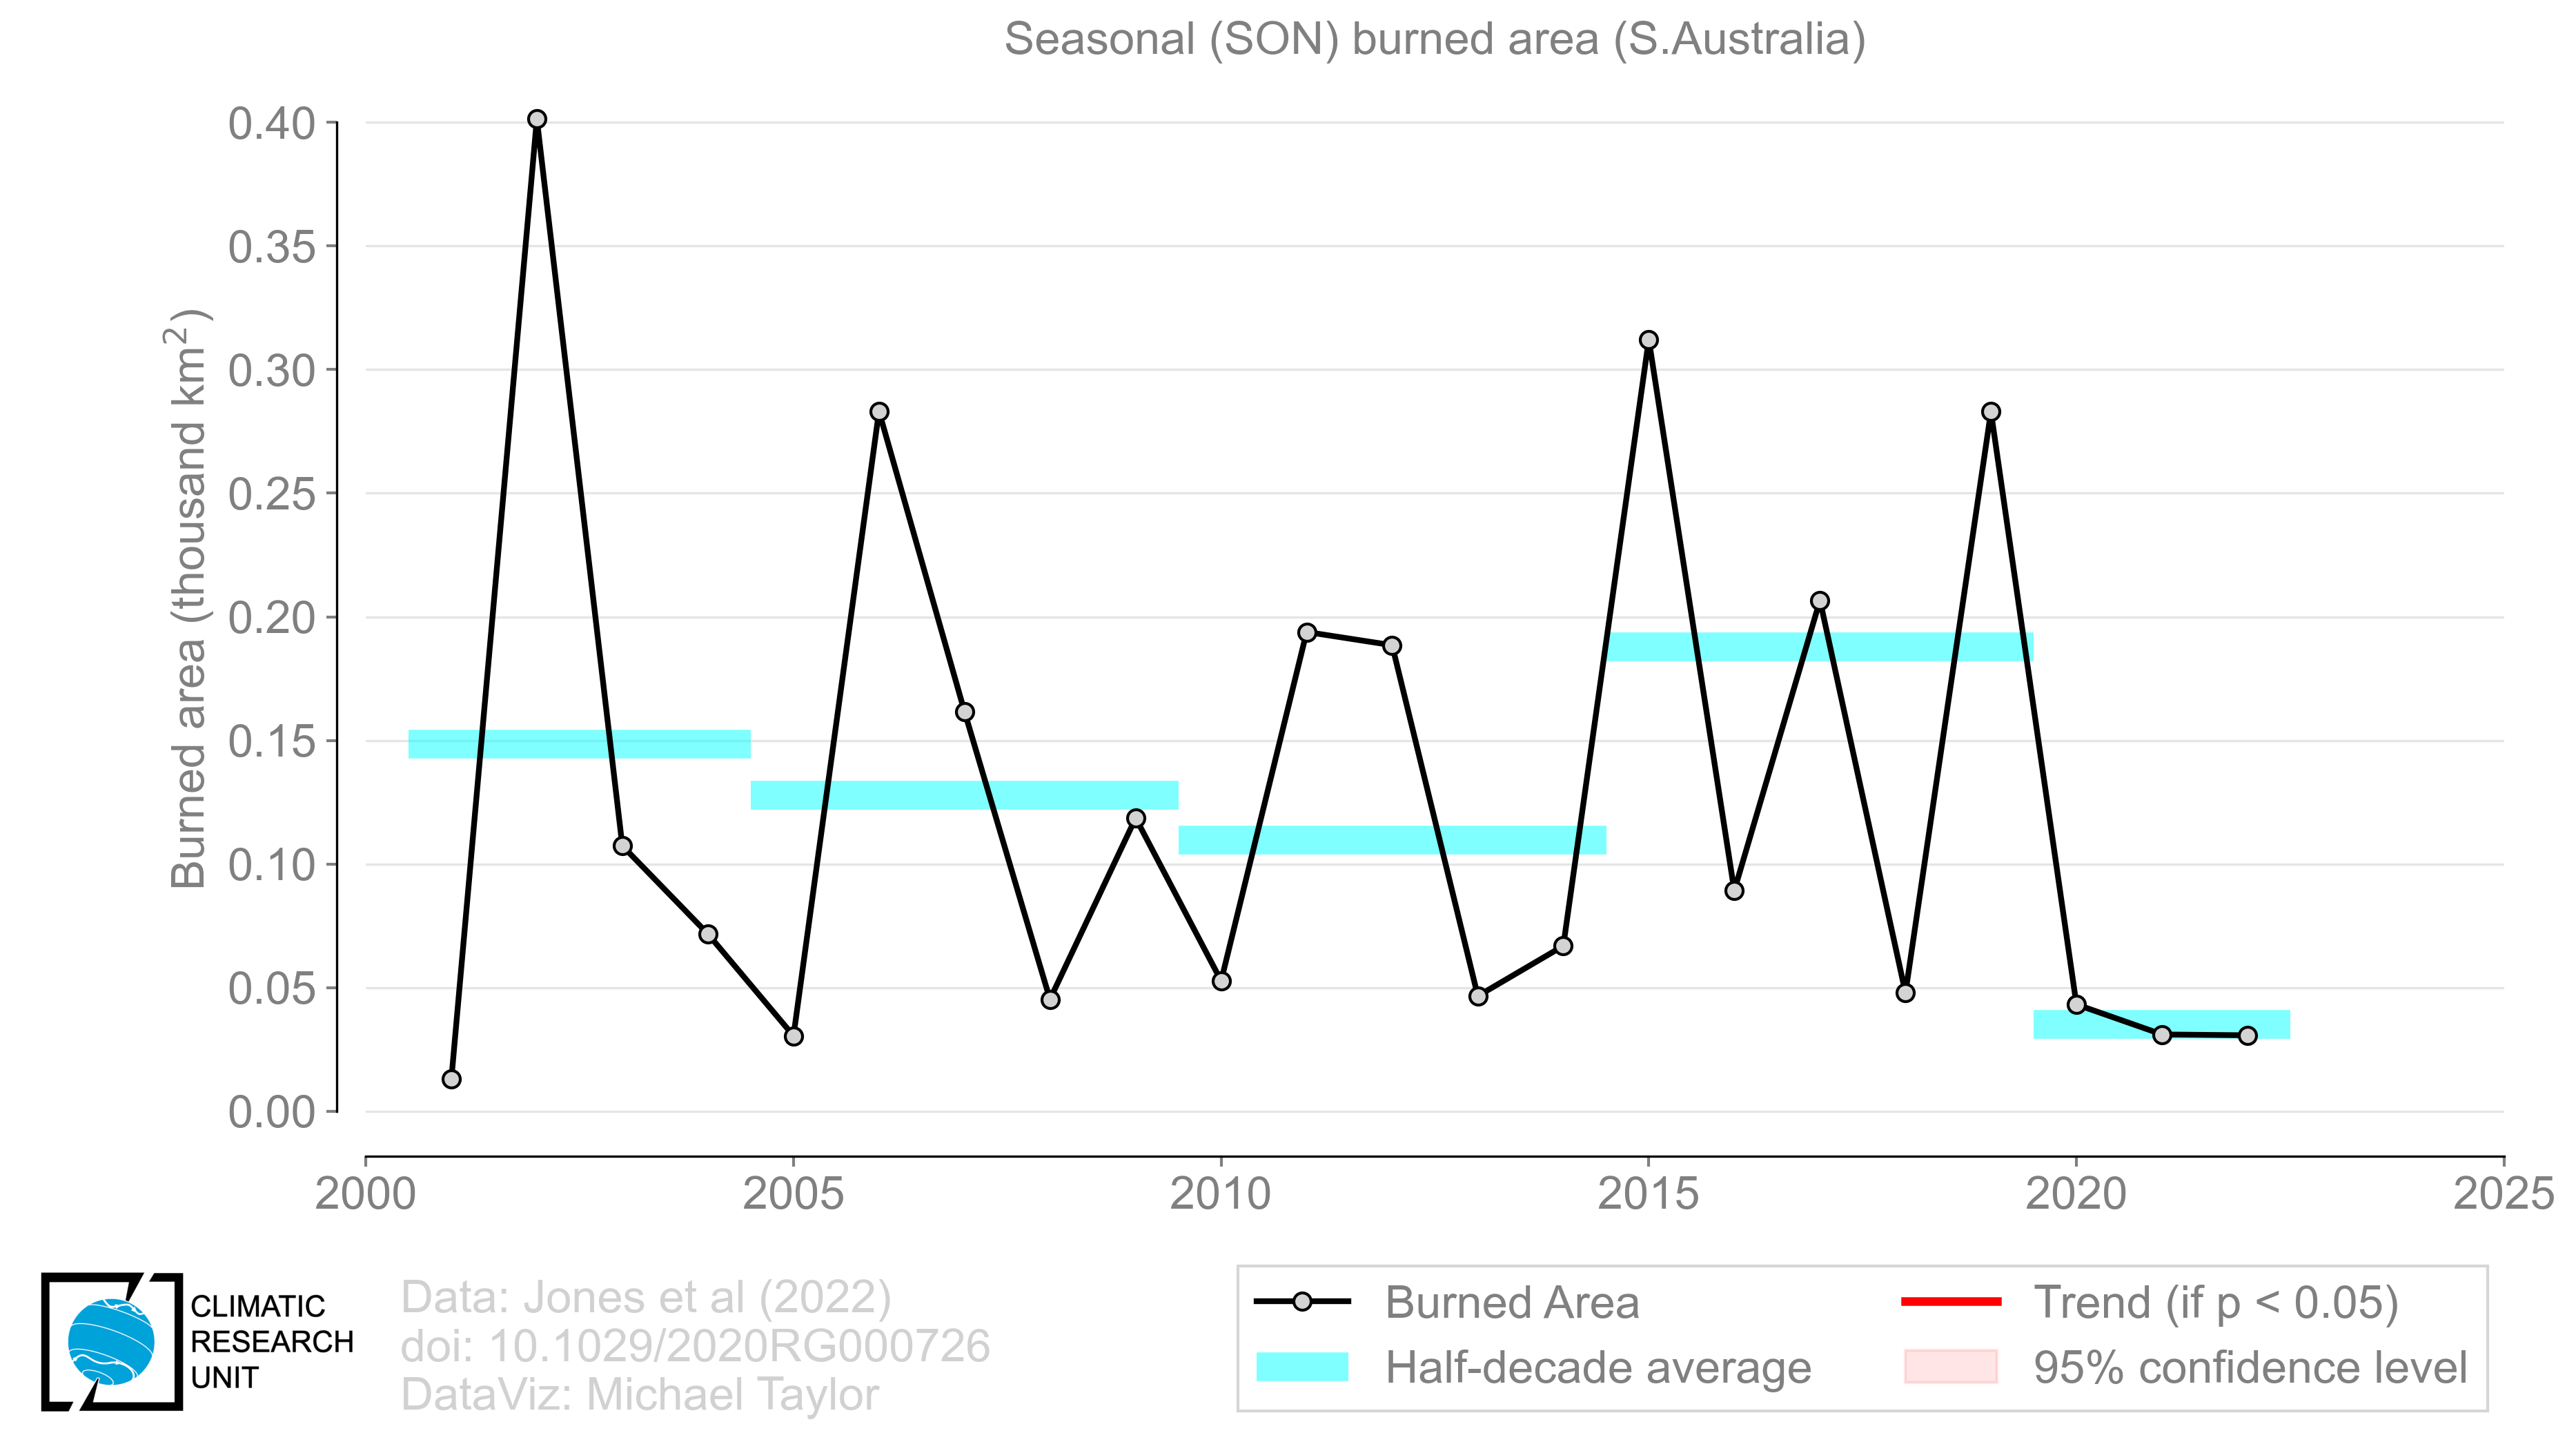 Seasonal (SON) burned area (S.Australia)
Burned area (thousand km²)
0.40
0.35
0.30
0.25
0.20
0.15
0.10
0.05
0.00
2000 2005 2010 2015 2020 2025
CLIMATIC
RESEARCH
UNIT
Data: Jones et al (2022)
doi: 10.1029/2020RG000726
DataViz: Michael Taylor
Burned Area
Half-decade average
Trend (if p < 0.05)
95% confidence level